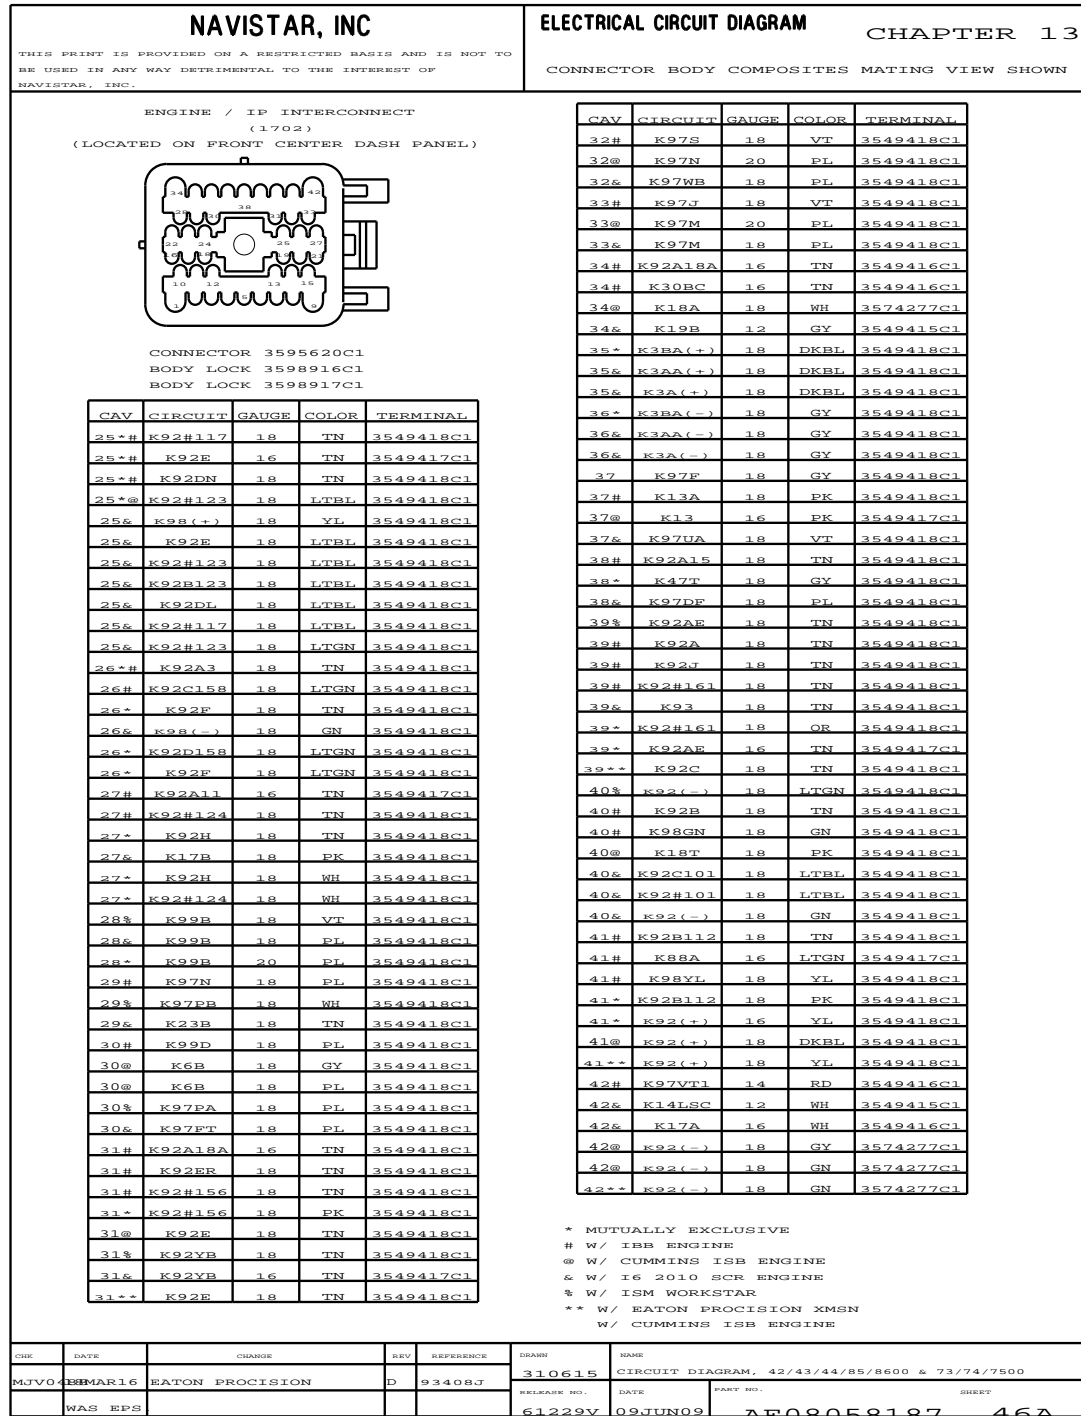 NAVISTAR, INC
THIS PRINT IS PROVIDED ON A RESTRICTED BASIS AND IS NOT TO
BE USED IN ANY WAY DETRIMENTAL TO THE INTEREST OF
NAVISTAR, INC.
ELECTRICAL CIRCUIT DIAGRAM
CHAPTER 13
CONNECTOR BODY COMPOSITES MATING VIEW SHOWN
ENGINE / IP INTERCONNECT
(1702)
(LOCATED ON FRONT CENTER DASH PANEL)
34 42
38
28 30 31 33
22 24 25 27
16 18 19 21
10 12 13 15
1 5 9
CONNECTOR 3595620C1
BODY LOCK 3598916C1
BODY LOCK 3598917C1
CAV CIRCUIT GAUGE COLOR TERMINAL
25*# K92#117 18 TN 3549418C1
25*# K92E 16 TN 3549417C1
25*# K92DN 18 TN 3549418C1
25*@ K92#123 18 LTBL 3549418C1
25& K98(+) 18 YL 3549418C1
25& K92E 18 LTBL 3549418C1
25& K92#123 18 LTBL 3549418C1
25& K92B123 18 LTBL 3549418C1
25& K92DL 18 LTBL 3549418C1
25& K92#117 18 LTBL 3549418C1
25& K92#123 18 LTGN 3549418C1
26*# K92A3 18 TN 3549418C1
26# K92C158 18 LTGN 3549418C1
26* K92F 18 TN 3549418C1
26& K98(-) 18 GN 3549418C1
26* K92D158 18 LTGN 3549418C1
26* K92F 18 LTGN 3549418C1
27# K92A11 16 TN 3549417C1
27# K92#124 18 TN 3549418C1
27* K92H 18 TN 3549418C1
27& K17B 18 PK 3549418C1
27* K92H 18 WH 3549418C1
27* K92#124 18 WH 3549418C1
28% K99B 18 VT 3549418C1
28& K99B 18 PL 3549418C1
28* K99B 20 PL 3549418C1
29# K97N 18 PL 3549418C1
29% K97PB 18 WH 3549418C1
29& K23B 18 TN 3549418C1
30# K99D 18 PL 3549418C1
30@ K6B 18 GY 3549418C1
30@ K6B 18 PL 3549418C1
30% K97PA 18 PL 3549418C1
30& K97FT 18 PL 3549418C1
31# K92A18A 16 TN 3549418C1
31# K92ER 18 TN 3549418C1
31# K92#156 18 TN 3549418C1
31* K92#156 18 PK 3549418C1
31@ K92E 18 TN 3549418C1
31% K92YB 18 TN 3549418C1
31& K92YB 16 TN 3549417C1
31** K92E 18 TN 3549418C1
CAV CIRCUIT GAUGE COLOR TERMINAL
32# K97S 18 VT 3549418C1
32@ K97N 20 PL 3549418C1
32& K97WB 18 PL 3549418C1
33# K97J 18 VT 3549418C1
33@ K97M 20 PL 3549418C1
33& K97M 18 PL 3549418C1
34# K92A18A 16 TN 3549416C1
34# K30BC 16 TN 3549416C1
34@ K18A 18 WH 3574277C1
34& K19B 12 GY 3549415C1
35* K3BA(+) 18 DKBL 3549418C1
35& K3AA(+) 18 DKBL 3549418C1
35& K3A(+) 18 DKBL 3549418C1
36* K3BA(-) 18 GY 3549418C1
36& K3AA(-) 18 GY 3549418C1
36& K3A(-) 18 GY 3549418C1
37 K97F 18 GY 3549418C1
37# K13A 18 PK 3549418C1
37@ K13 16 PK 3549417C1
37& K97UA 18 VT 3549418C1
38# K92A15 18 TN 3549418C1
38* K47T 18 GY 3549418C1
38& K97DF 18 PL 3549418C1
39% K92AE 18 TN 3549418C1
39# K92A 18 TN 3549418C1
39# K92J 18 TN 3549418C1
39# K92#161 18 TN 3549418C1
39& K93 18 TN 3549418C1
39* K92#161 18 OR 3549418C1
39* K92AE 16 TN 3549417C1
39** K92C 18 TN 3549418C1
40% K92(-) 18 LTGN 3549418C1
40# K92B 18 TN 3549418C1
40# K98GN 18 GN 3549418C1
40@ K18T 18 PK 3549418C1
40& K92C101 18 LTBL 3549418C1
40& K92#101 18 LTBL 3549418C1
40& K92(-) 18 GN 3549418C1
41# K92B112 18 TN 3549418C1
41# K88A 16 LTGN 3549417C1
41# K98YL 18 YL 3549418C1
41* K92B112 18 PK 3549418C1
41* K92(+) 16 YL 3549418C1
41@ K92(+) 18 DKBL 3549418C1
41** K92(+) 18 YL 3549418C1
42# K97VT1 14 RD 3549416C1
42& K14LSC 12 WH 3549415C1
42& K17A 16 WH 3549416C1
42@ K92(-) 18 GY 3574277C1
42@ K92(-) 18 GN 3574277C1
42** K92(-) 18 GN 3574277C1
* MUTUALLY EXCLUSIVE
# W/ IBB ENGINE
@ W/ CUMMINS ISB ENGINE
& W/ I6 2010 SCR ENGINE
% W/ ISM WORKSTAR
** W/ EATON PROCISION XMSN
W/ CUMMINS ISB ENGINE
CHK DATE CHANGE REV REFERENCE
EATON PROCISION D 93408J
WAS EPS
DRAWN 310615
NAME
CIRCUIT DIAGRAM, 42/43/44/85/8600 & 73/74/7500
RELEASE NO. 61229V
DATE 09JUN09
PART NO. AE08058187
SHEET 46A